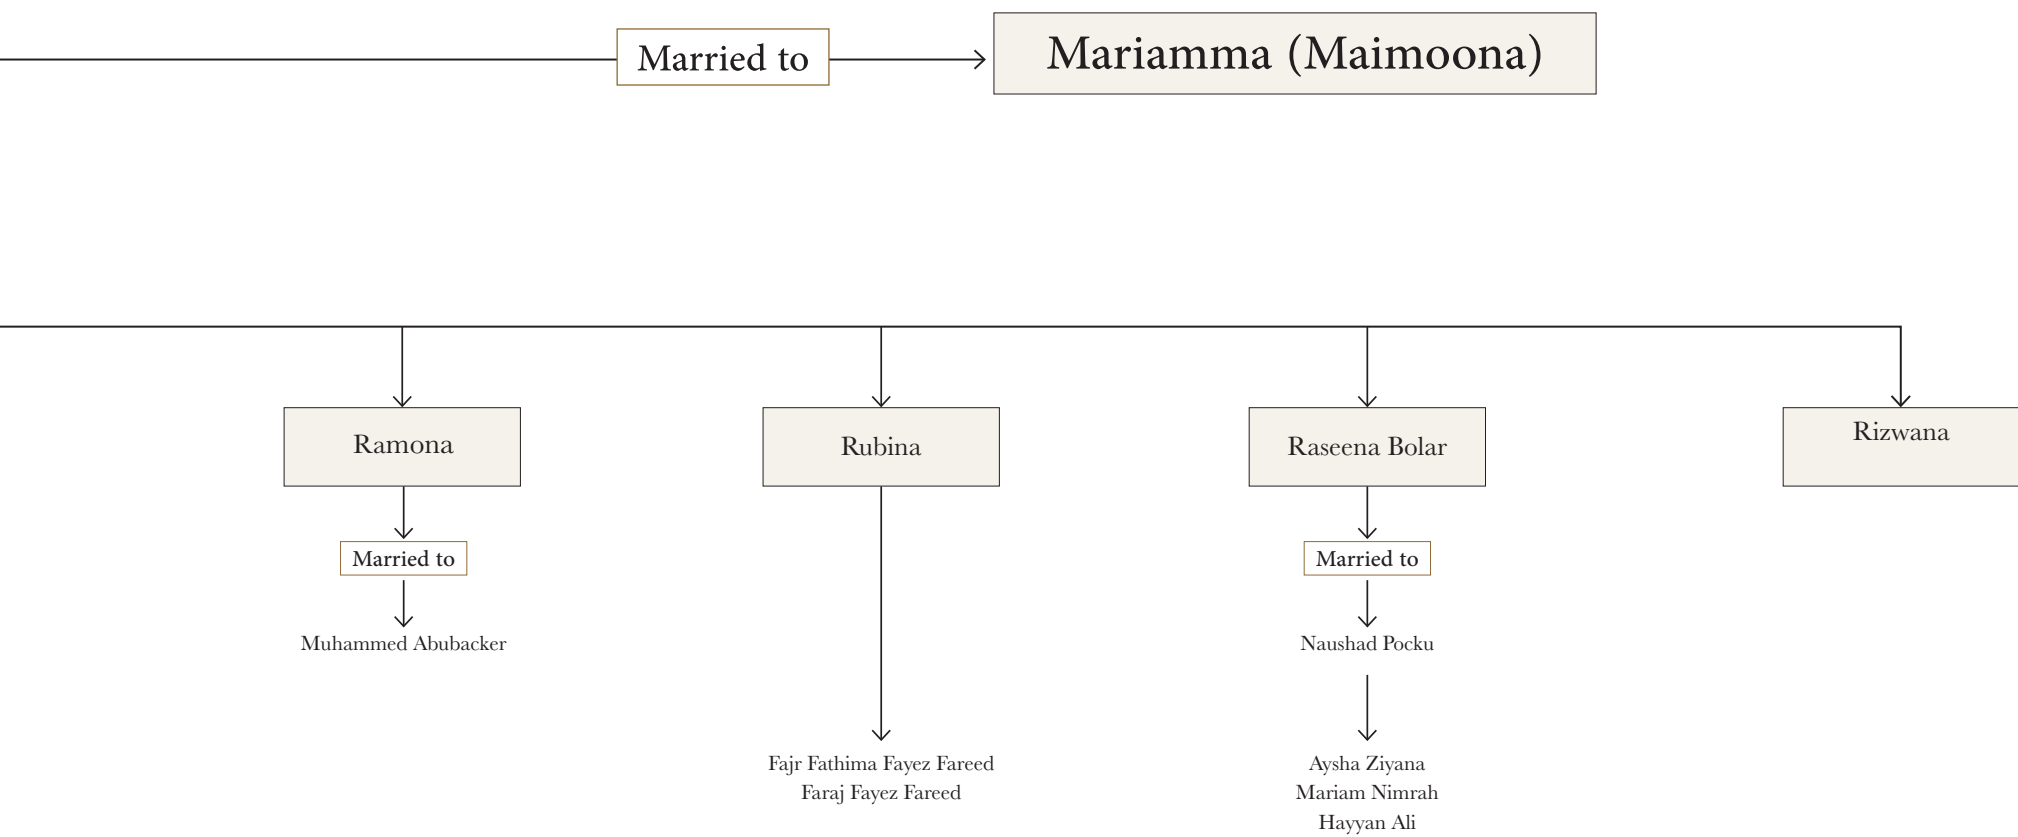 Married to
Mariamma (Maimoona)
Ramona
Rubina
Raseena Bolar
Rizwana
Married to
Married to
Muhammed Abubacker
Naushad Pocku
Fajr Fathima Fayez Fareed
Faraj Fayez Fareed
Aysha Ziyana
Mariam Nimrah
Hayyan Ali